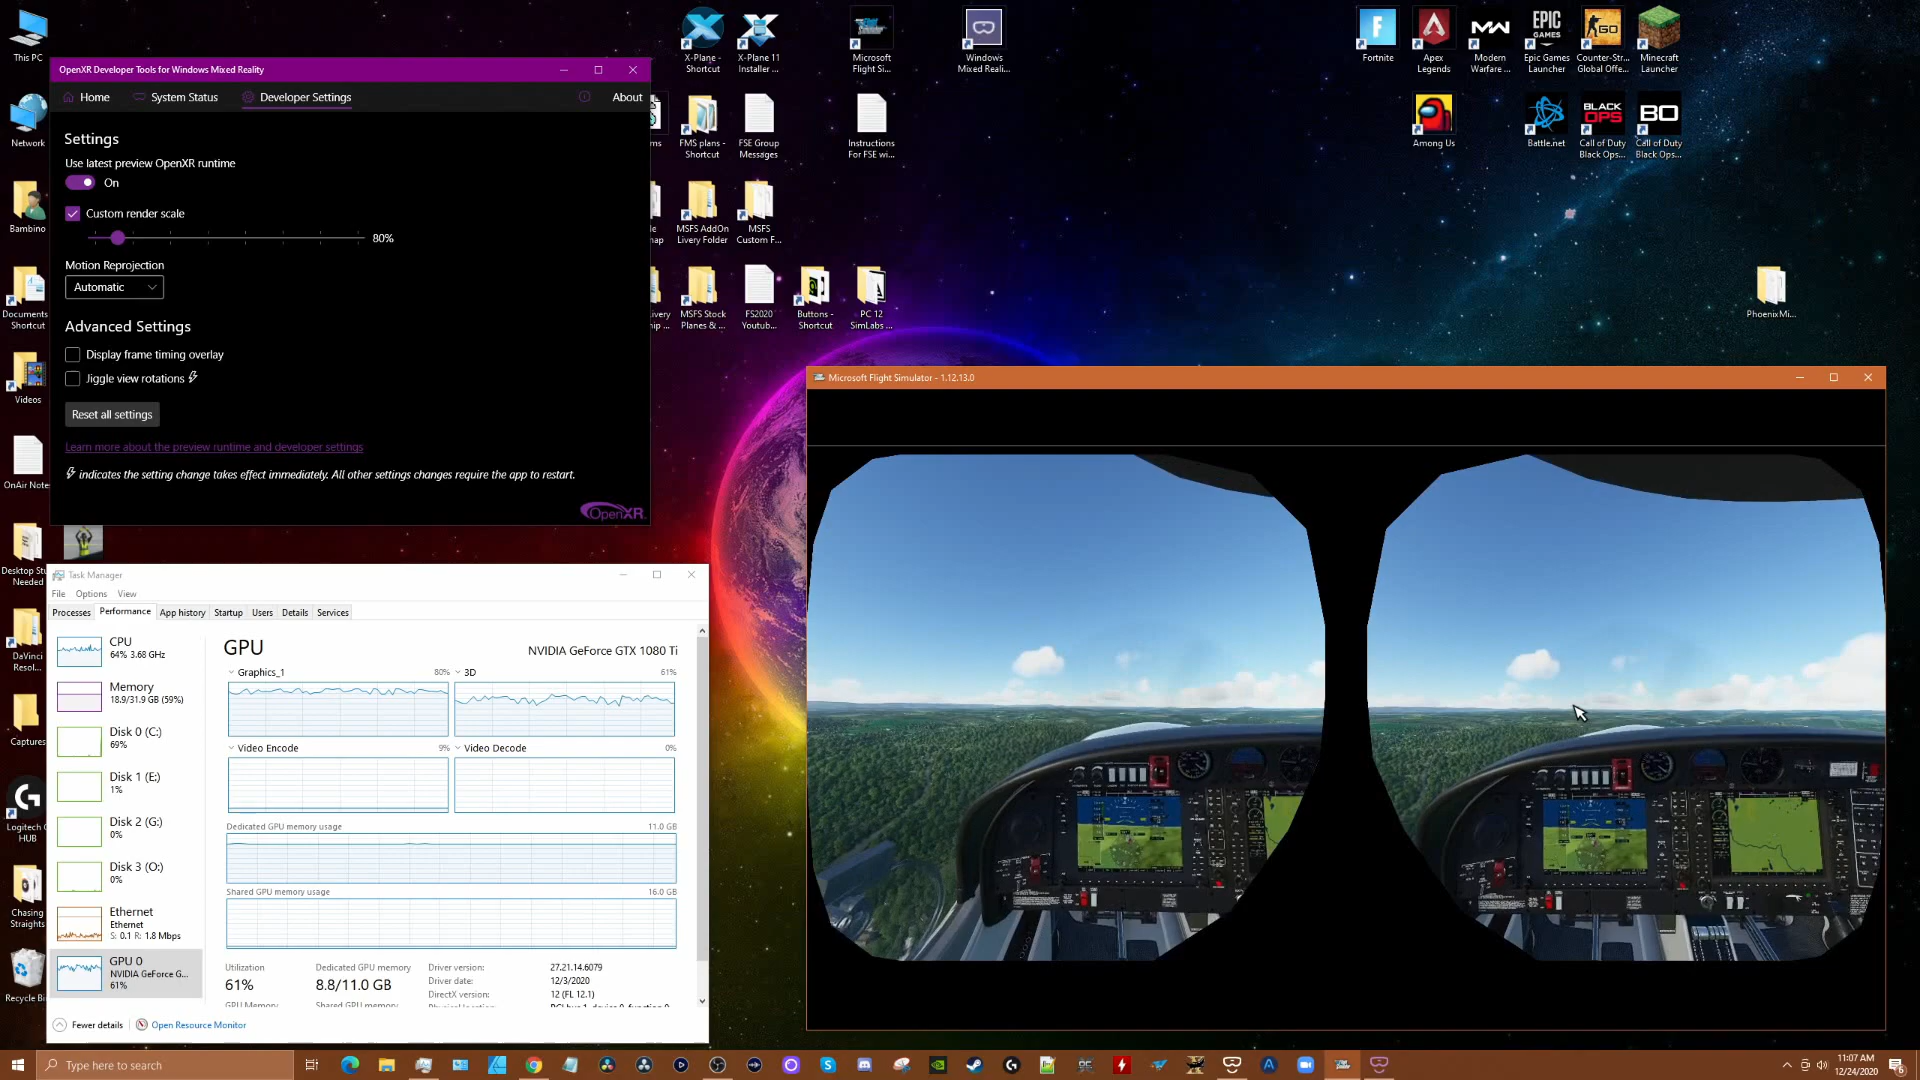 This PC
Network
Bambino
Documents
Shortcut
Videos
OnAir Note
Desktop Stu
Needed
DaVinci
Resol...
Captures
Logitech G
HUB
Chasing
Straights
Recycle Bi
X-Plane -
Shortcut
X-Plane 11
Installer ...
Microsoft
Flight Si...
Windows
Mixed Reali...
FMS plans -
Shortcut
FSE Group
Messages
Instructions
For FSE wi...
MSFS AddOn
Livery Folder
MSFS
Custom F...
MSFS Stock
Planes & ...
FS2020
Youtub...
Buttons -
Shortcut
PC 12
SimLabs ...
Fortnite
Apex
Legends
Modern
Warfare ...
EPIC
GAMES
Epic Games
Launcher
GO
Counter-Str...
Global Offe...
Minecraft
Launcher
Among Us
Battle.net
BLACK
OPS
Call of Duty
Black Ops...
BO
Call of Duty
Black Ops...
PhoenixMi...
OpenXR Developer Tools for Windows Mixed Reality
Home
System Status
Developer Settings
About
Settings
Use latest preview OpenXR runtime
On
Custom render scale
80%
Motion Reprojection
Automatic
Advanced Settings
Display frame timing overlay
Jiggle view rotations
Reset all settings
Learn more about the preview runtime and developer settings
indicates the setting change takes effect immediately. All other settings changes require the app to restart.
OpenXR
Task Manager
File Options View
Processes Performance App history Startup Users Details Services
CPU
64% 3.68 GHz
Memory
18.9/31.9 GB (59%)
Disk 0 (C:)
69%
Disk 1 (E:)
1%
Disk 2 (G:)
0%
Disk 3 (O:)
0%
Ethernet
Ethernet
S: 0.1 R: 1.8 Mbps
GPU 0
NVIDIA GeForce G...
61%
GPU
NVIDIA GeForce GTX 1080 Ti
Graphics_1 80%
3D 61%
Video Encode 9%
Video Decode 0%
Dedicated GPU memory usage 11.0 GB
Shared GPU memory usage 16.0 GB
Utilization
61%
Dedicated GPU memory
8.8/11.0 GB
Driver version: 27.21.14.6079
Driver date: 12/3/2020
DirectX version: 12 (FL 12.1)
Fewer details
Open Resource Monitor
Microsoft Flight Simulator - 1.12.13.0
Type here to search
11:07 AM
12/24/2020